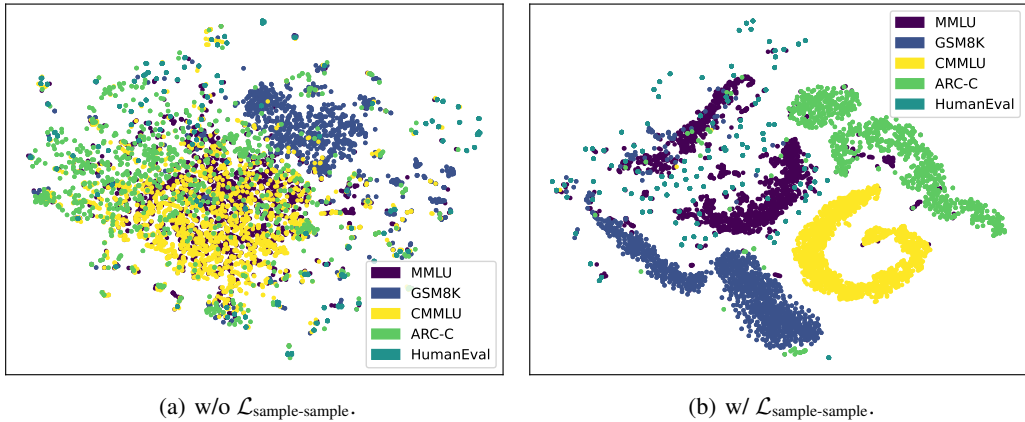 MMLU
GSM8K
CMMLU
ARC-C
HumanEval
MMLU
GSM8K
CMMLU
ARC-C
HumanEval
(a) w/o ℒsample-sample.
(b) w/ ℒsample-sample.